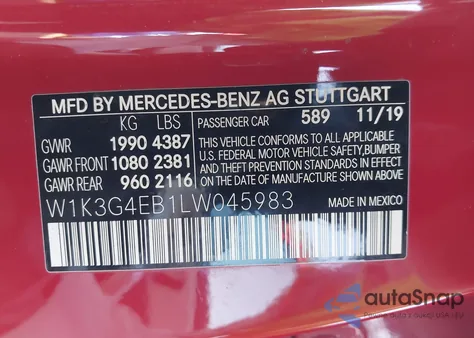 MFD BY MERCEDES-BENZ AG STUTTGART
KG LBS PASSENGER CAR 589 11/19
GVWR 1990 4387
GAWR FRONT 1080 2381
GAWR REAR 960 2116
THIS VEHICLE CONFORMS TO ALL APPLICABLE
U.S. FEDERAL MOTOR VEHICLE SAFETY,BUMPER
AND THEFT PREVENTION STANDARDS IN EFFECT
ON THE DATE OF MANUFACTURE SHOWN ABOVE.
W1K3G4EB1LW045983
MADE IN MEXICO
autaSnap